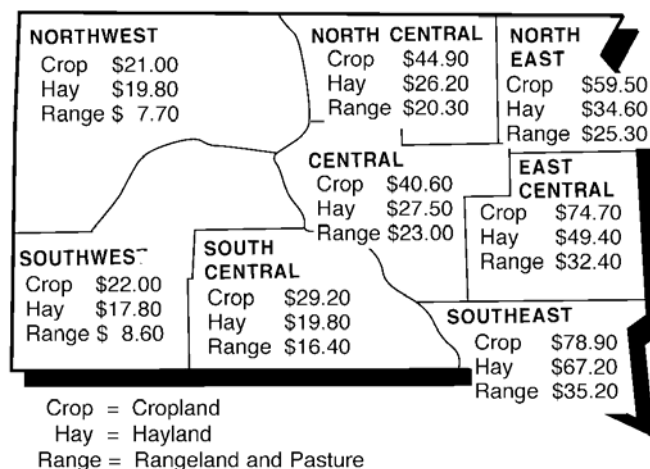 NORTHWEST
Crop $21.00
Hay $19.80
Range $ 7.70
NORTH CENTRAL
Crop $44.90
Hay $26.20
Range $20.30
NORTH
EAST
Crop $59.50
Hay $34.60
Range $25.30
CENTRAL
Crop $40.60
Hay $27.50
Range $23.00
EAST
CENTRAL
Crop $74.70
Hay $49.40
Range $32.40
SOUTHWEST
Crop $22.00
Hay $17.80
Range $ 8.60
SOUTH
CENTRAL
Crop $29.20
Hay $19.80
Range $16.40
SOUTHEAST
Crop $78.90
Hay $67.20
Range $35.20
Crop = Cropland
Hay = Hayland
Range = Rangeland and Pasture